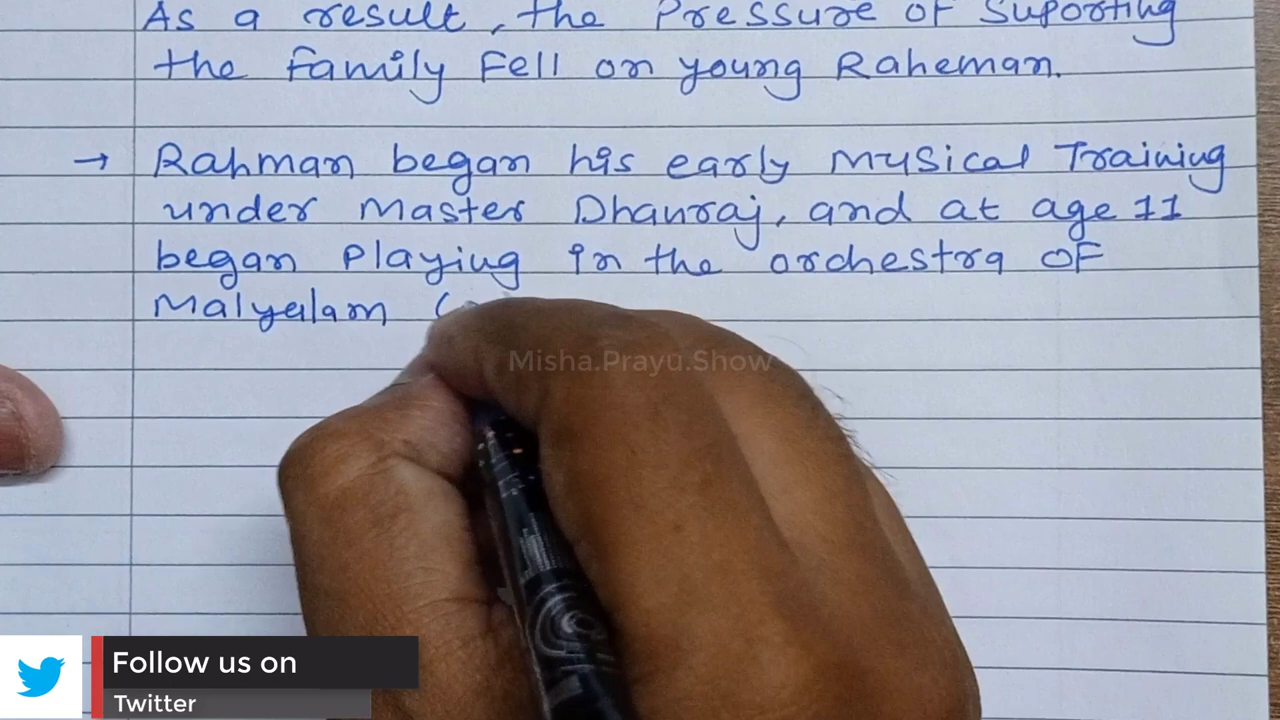 As a result, the Pressure of Suporting
the family Fell on young Raheman.
→ Rahman began his early Musical Training
under Master Dhanraj, and at age 11
began Playing in the orchestra of
Malyalam
Misha.Prayu.Show
Follow us on
Twitter